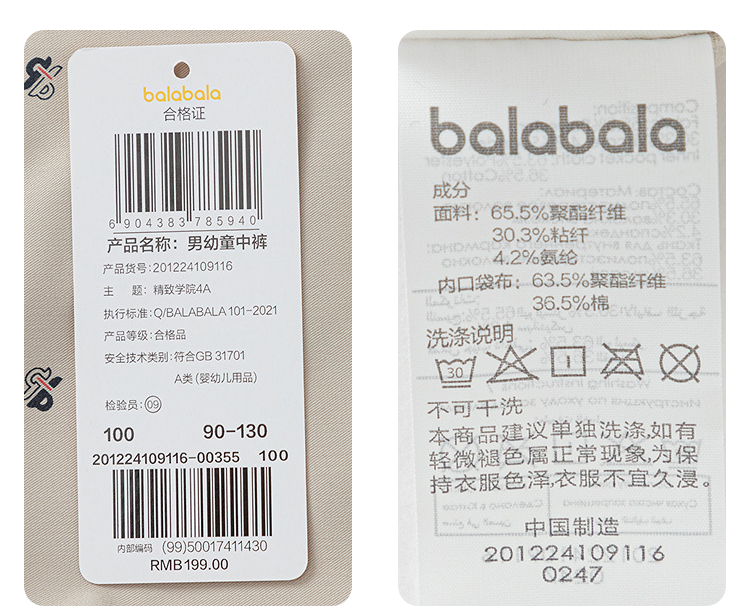 balabala
合格证
6 904383 785940
产品名称：男幼童中裤
产品货号：201224109116
主 题：精致学院4A
执行标准：Q/BALABALA 101-2021
产品等级：合格品
安全技术类别：符合GB 31701
A类 (婴幼儿用品)
检验员：09
100 90-130
201224109116-00355 100
内部编码 (99)50017411430
RMB199.00
balabala
成分
面料：65.5%聚酯纤维
30.3%粘纤
4.2%氨纶
内口袋布：63.5%聚酯纤维
36.5%棉
洗涤说明
30
不可干洗
本商品建议单独洗涤,如有
轻微褪色属正常现象,为保
持衣服色泽,衣服不宜久浸。
中国制造
201224109116
0247